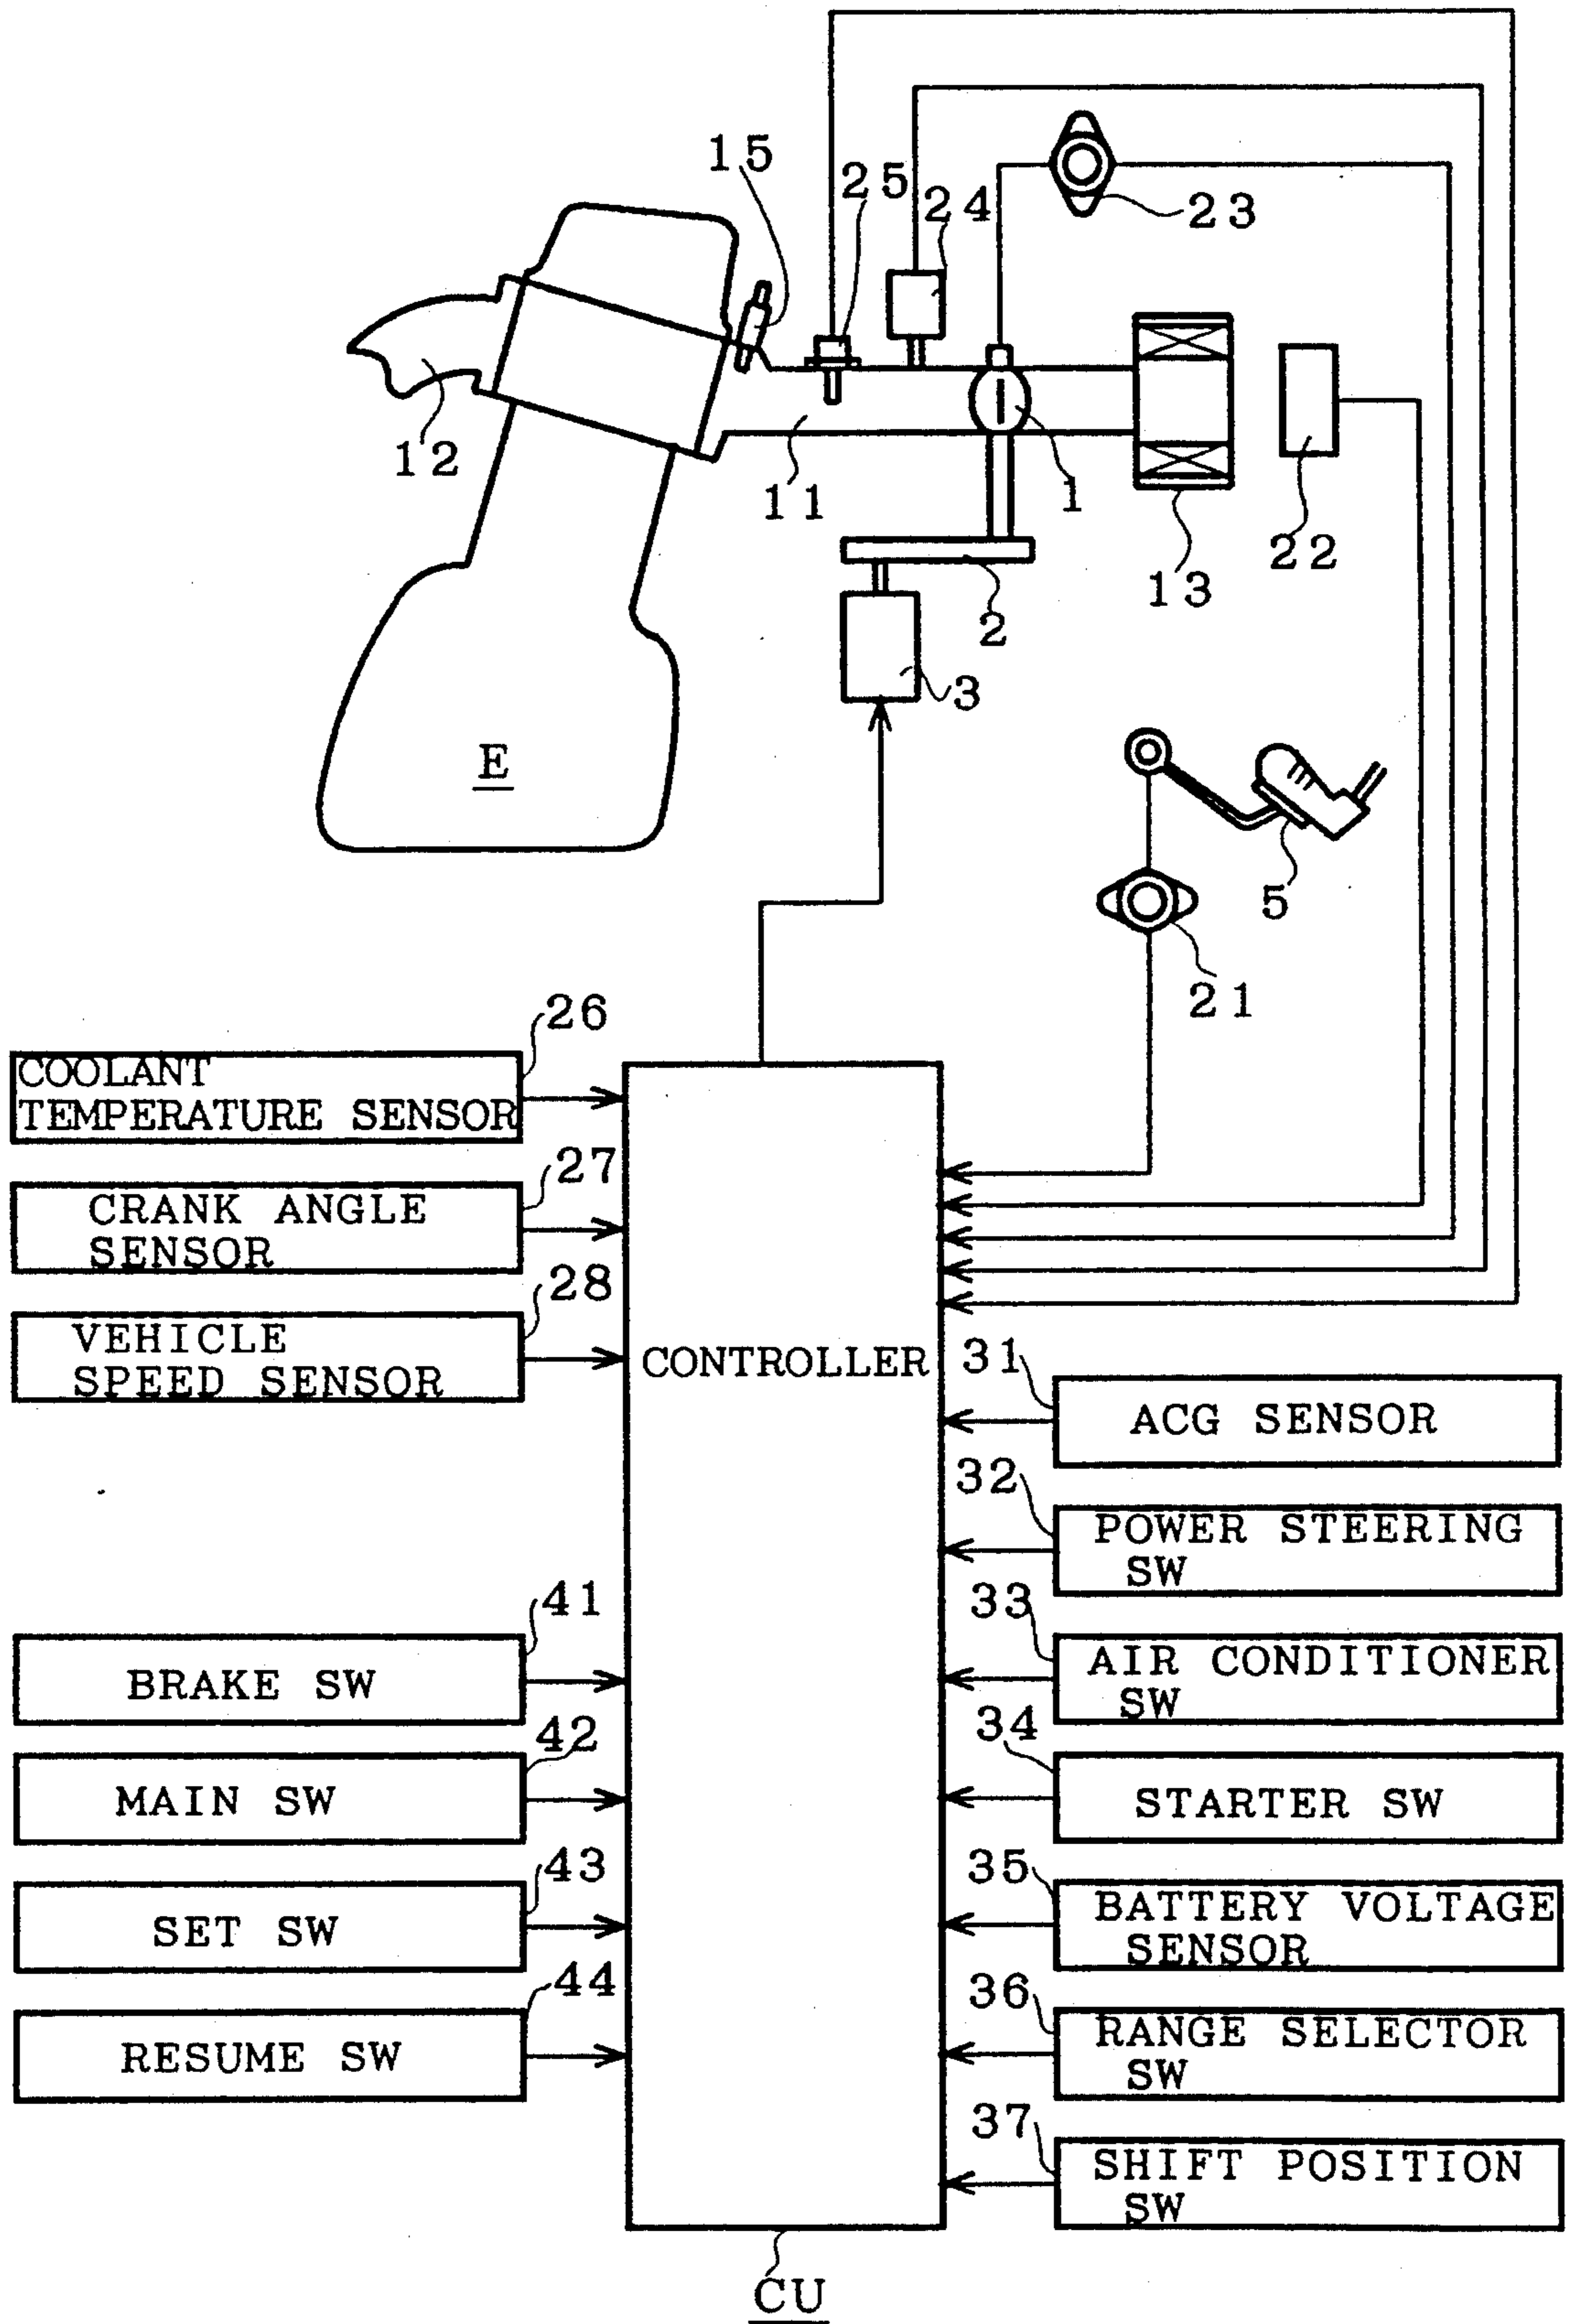 15
25
24
23
12
11
1
22
13
2
3
E
5
21
26
COOLANT
TEMPERATURE SENSOR
27
CRANK ANGLE
SENSOR
28
VEHICLE
SPEED SENSOR
CONTROLLER
31
ACG SENSOR
32
POWER STEERING
SW
41
BRAKE SW
33
AIR CONDITIONER
SW
42
MAIN SW
34
STARTER SW
43
SET SW
35
BATTERY VOLTAGE
SENSOR
44
RESUME SW
36
RANGE SELECTOR
SW
37
SHIFT POSITION
SW
CU